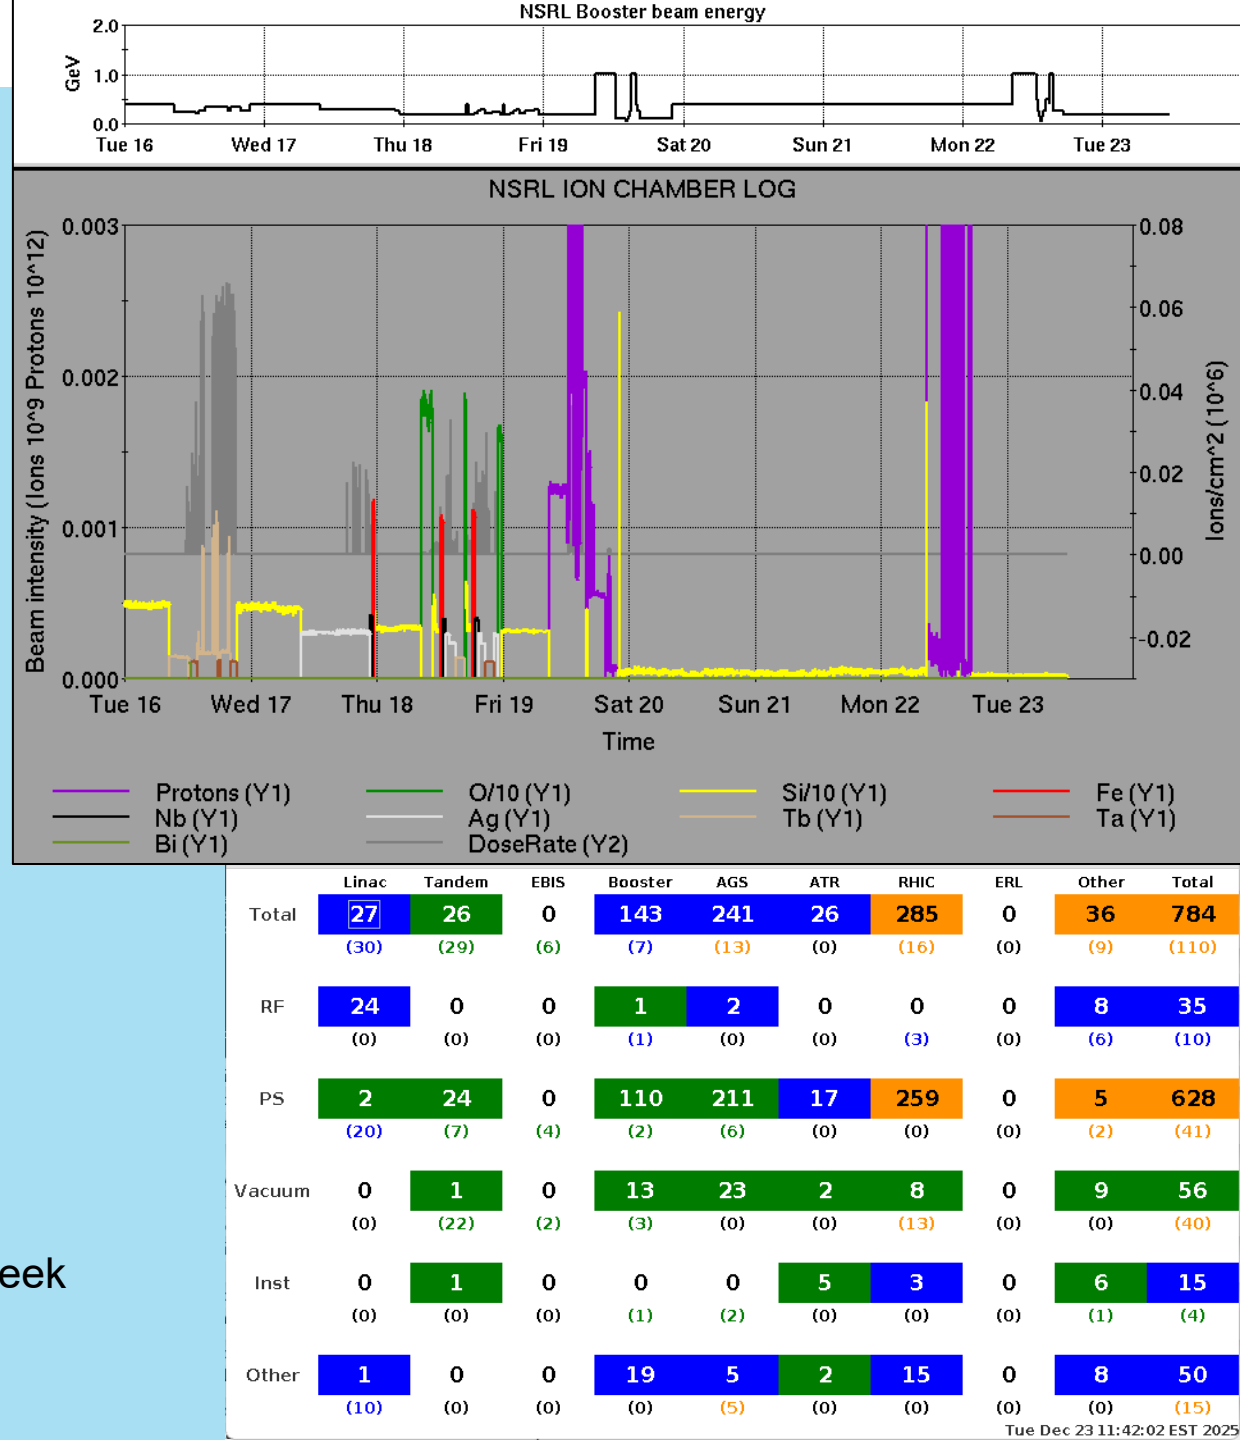 NSRL Booster beam energy
2.0
1.0
0.0
GeV
Tue 16 Wed 17 Thu 18 Fri 19 Sat 20 Sun 21 Mon 22 Tue 23
NSRL ION CHAMBER LOG
Beam intensity (Ions 10^9 Protons 10^12)
0.003
0.002
0.001
0.000
0.08
0.06
0.04
0.02
0.00
-0.02
Ions/cm^2 (10^6)
Tue 16 Wed 17 Thu 18 Fri 19 Sat 20 Sun 21 Mon 22 Tue 23
Time
Protons (Y1) O/10 (Y1) Si/10 (Y1) Fe (Y1)
Nb (Y1) Ag (Y1) Tb (Y1) Ta (Y1)
Bi (Y1) DoseRate (Y2)
Linac Tandem EBIS Booster AGS ATR RHIC ERL Other Total
Total 27 26 0 143 241 26 285 0 36 784
(30) (29) (6) (7) (13) (0) (16) (0) (9) (110)
RF 24 0 0 1 2 0 0 0 8 35
(0) (0) (0) (1) (0) (0) (3) (0) (6) (10)
PS 2 24 0 110 211 17 259 0 5 628
(20) (7) (4) (2) (6) (0) (0) (0) (2) (41)
Vacuum 0 1 0 13 23 2 8 0 9 56
(0) (22) (2) (3) (0) (0) (13) (0) (0) (40)
eek
Inst 0 1 0 0 0 5 3 0 6 15
(0) (0) (0) (1) (2) (0) (0) (0) (1) (4)
Other 1 0 0 19 5 2 15 0 8 50
(10) (0) (0) (0) (5) (0) (0) (0) (0) (15)
Tue Dec 23 11:42:02 EST 2025